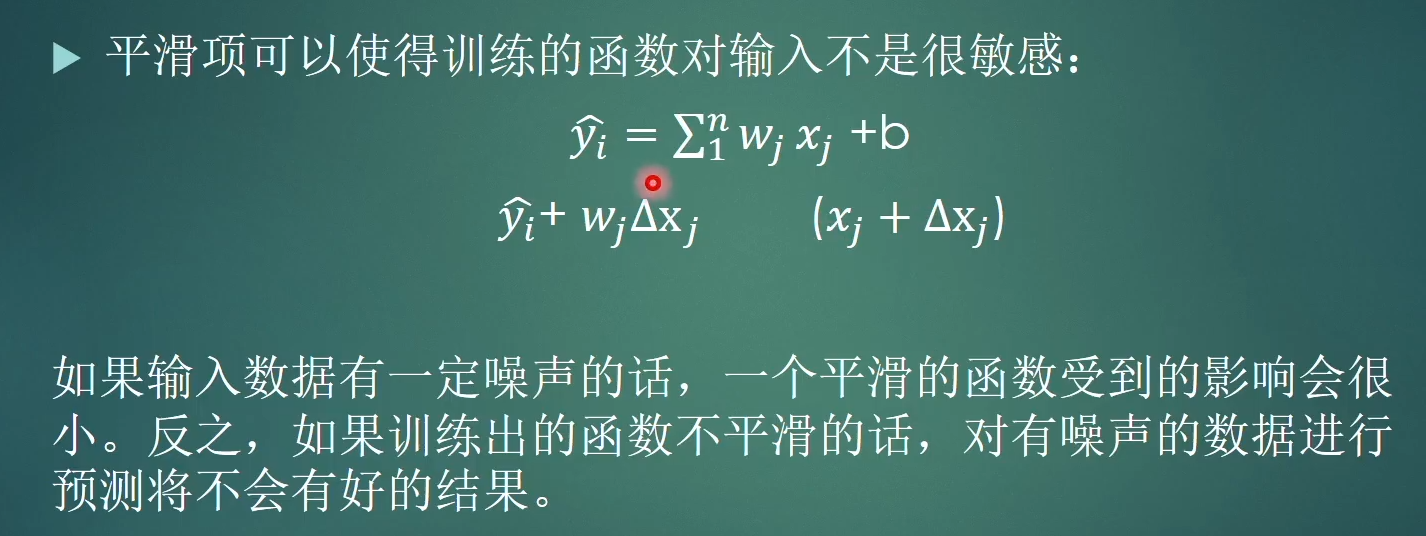 平滑项可以使得训练的函数对输入不是很敏感：
$\widehat{y_i} = \sum_1^n w_j x_j + b$
$\widehat{y_i} + w_j \Delta x_j \quad (x_j + \Delta x_j)$
如果输入数据有一定噪声的话，一个平滑的函数受到的影响会很
小。反之，如果训练出的函数不平滑的话，对有噪声的数据进行
预测将不会有好的结果。